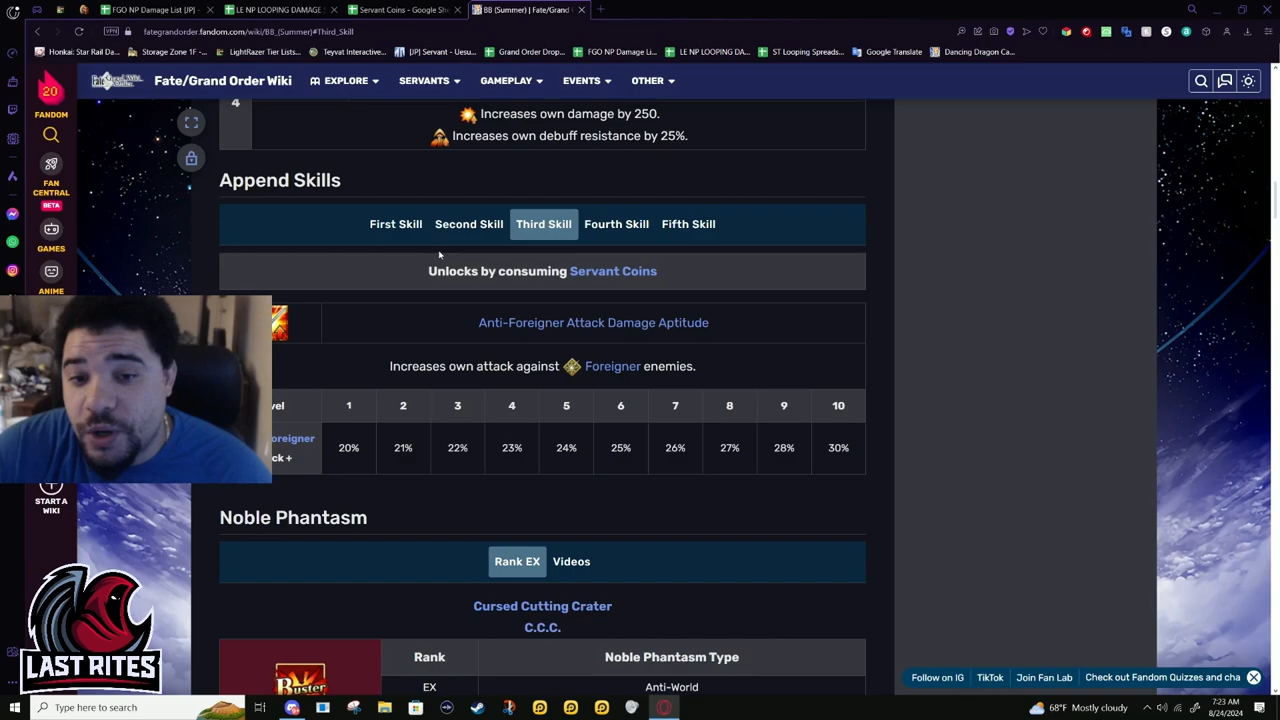 FGO NP Damage List [JP] -
LE NP LOOPING DAMAGE
Servant Coins - Google Sh
BB (Summer) | Fate/Grand
VPN
fategrandorder.fandom.com/wiki/BB_(Summer)#Third_Skill
Honkai: Star Rail Da...
Storage Zone 1F -...
LightRazer Tier Lists...
Teyvat Interactive...
[JP] Servant - Uesu...
Grand Order Drop...
FGO NP Damage Li...
LE NP LOOPING DA...
ST Looping Spreads...
Google Translate
Dancing Dragon Ca...
20
FANDOM
Fate/Grand Order Wiki
EXPLORE
SERVANTS
GAMEPLAY
EVENTS
OTHER
FAN
CENTRAL
BETA
GAMES
ANIME
START A
WIKI
4
Increases own damage by 250.
Increases own debuff resistance by 25%.
Append Skills
First Skill Second Skill Third Skill Fourth Skill Fifth Skill
Unlocks by consuming Servant Coins
Anti-Foreigner Attack Damage Aptitude
Increases own attack against Foreigner enemies.
1 2 3 4 5 6 7 8 9 10
20% 21% 22% 23% 24% 25% 26% 27% 28% 30%
Noble Phantasm
Rank EX Videos
Cursed Cutting Crater
C.C.C.
Rank Noble Phantasm Type
Buster
EX Anti-World
LAST RITES
Follow on IG TikTok Join Fan Lab Check out Fandom Quizzes and cha
Type here to search
68°F Mostly cloudy
7:23 AM
8/24/2024